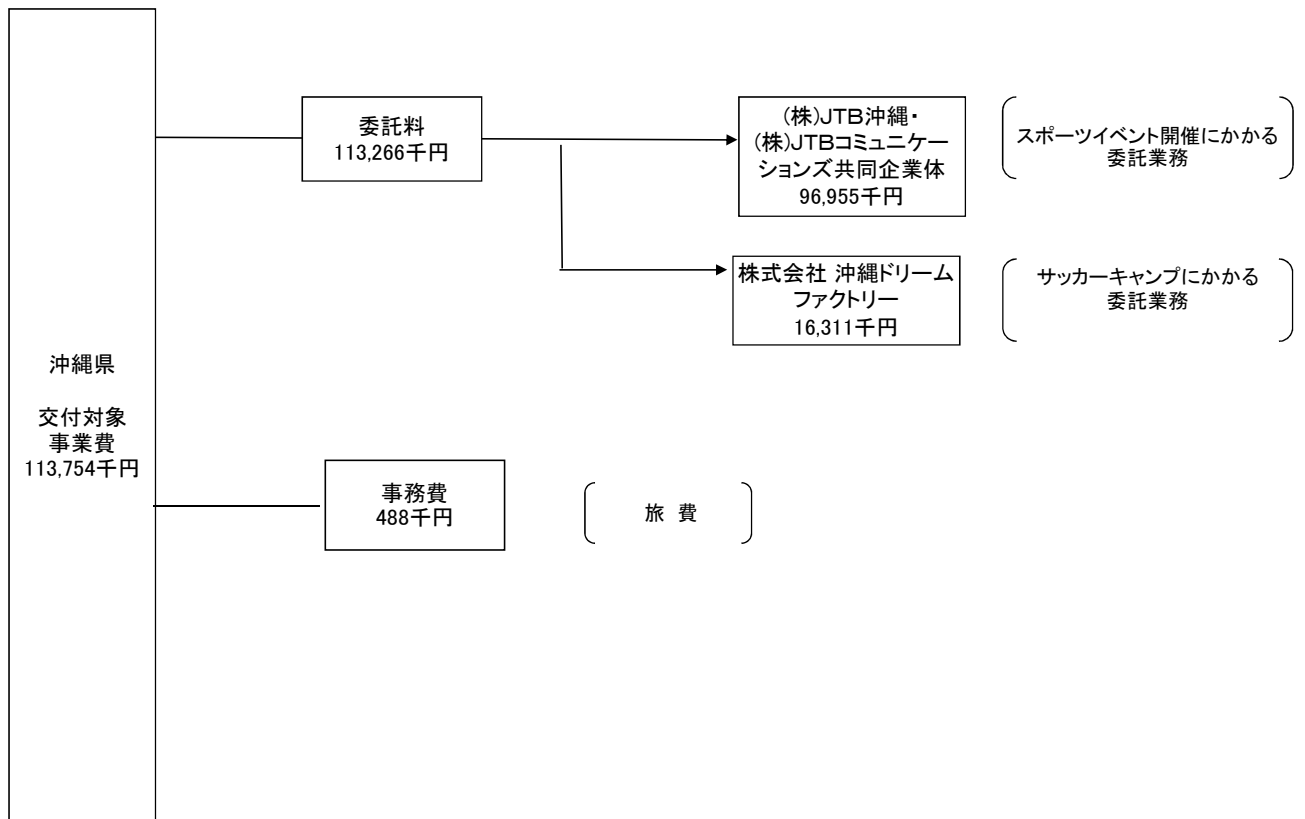 委託料
113,266千円
(株)JTB沖縄・
(株)JTBコミュニケー
ションズ共同企業体
96,955千円
スポーツイベント開催にかかる
委託業務
株式会社 沖縄ドリーム
ファクトリー
16,311千円
サッカーキャンプにかかる
委託業務
沖縄県
交付対象
事業費
113,754千円
事務費
488千円
旅 費